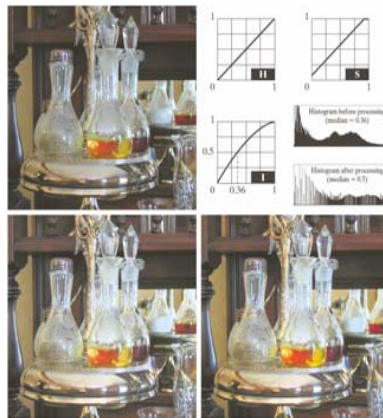 1
1
H
S
0
1
0
1
1
0.5
I
0
0.36
1
Histogram before processing
(median = 0.36)
Histogram after processing
(median = 0.5)